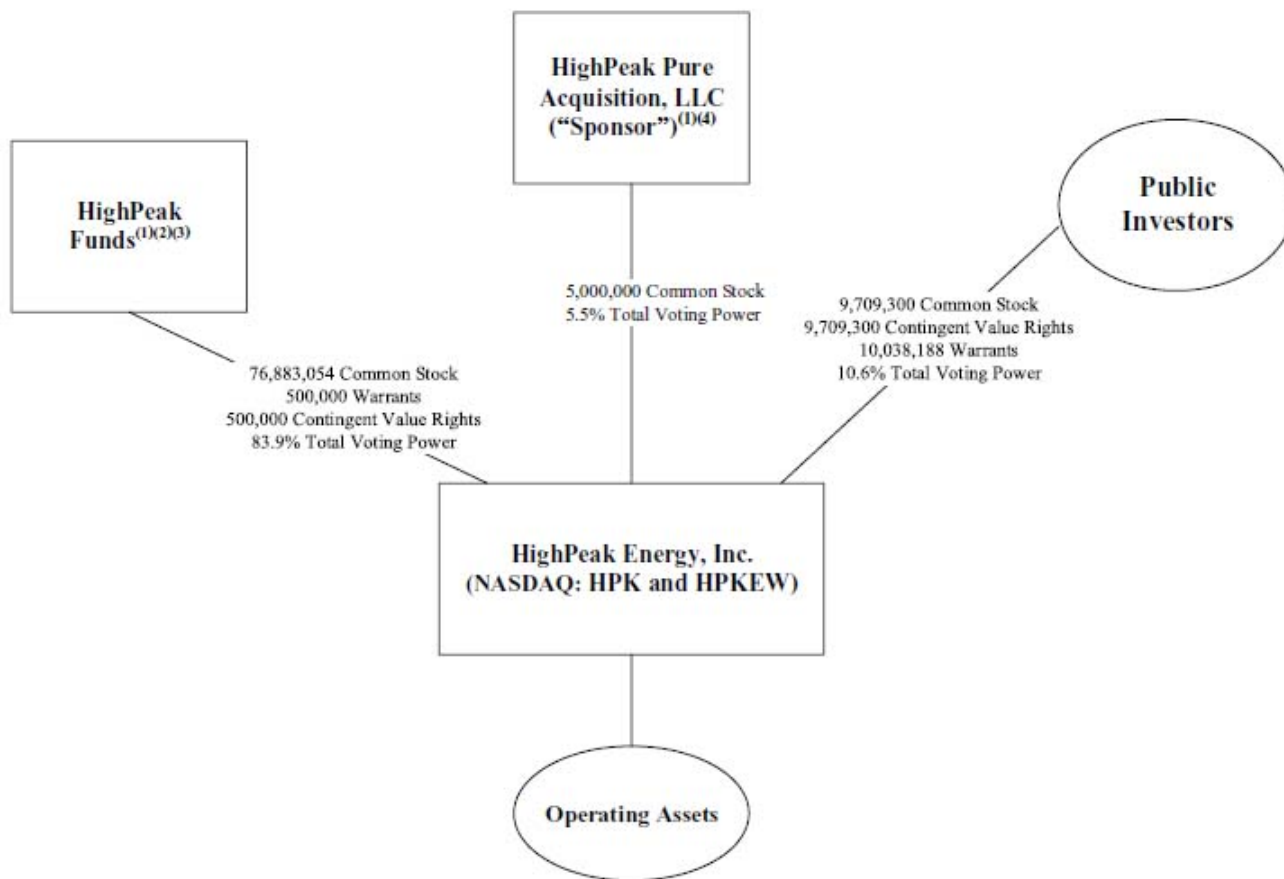 HighPeak Pure
Acquisition, LLC
(“Sponsor”)(1)(4)
HighPeak
Funds(1)(2)(3)
Public
Investors
76,883,054 Common Stock
500,000 Warrants
500,000 Contingent Value Rights
83.9% Total Voting Power
5,000,000 Common Stock
5.5% Total Voting Power
9,709,300 Common Stock
9,709,300 Contingent Value Rights
10,038,188 Warrants
10.6% Total Voting Power
HighPeak Energy, Inc.
(NASDAQ: HPK and HPKEW)
Operating Assets